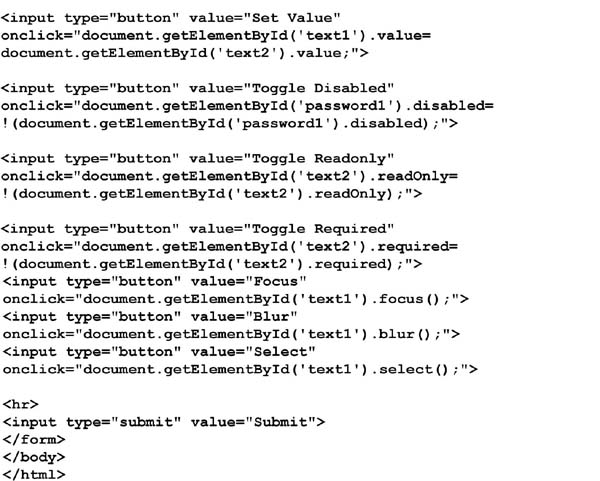 <input type="button" value="Set Value"
onclick="document.getElementById('text1').value=
document.getElementById('text2').value;">
<input type="button" value="Toggle Disabled"
onclick="document.getElementById('password1').disabled=
!(document.getElementById('password1').disabled);">
<input type="button" value="Toggle Readonly"
onclick="document.getElementById('text2').readOnly=
!(document.getElementById('text2').readOnly);">
<input type="button" value="Toggle Required"
onclick="document.getElementById('text2').required=
!(document.getElementById('text2').required);">
<input type="button" value="Focus"
onclick="document.getElementById('text1').focus();">
<input type="button" value="Blur"
onclick="document.getElementById('text1').blur();">
<input type="button" value="Select"
onclick="document.getElementById('text1').select();">
<hr>
<input type="submit" value="Submit">
</form>
</body>
</html>